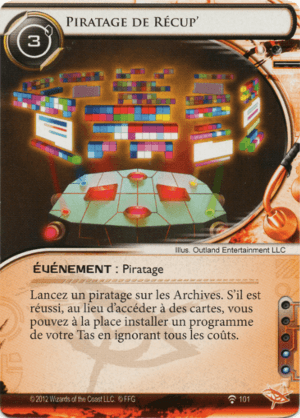 PIRATAGE DE RÉCUP'
3
Illus. Outland Entertainment LLC
ÉVÉNEMENT : Piratage
Lancez un piratage sur les Archives. S'il est
réussi, au lieu d'accéder à des cartes, vous
pouvez à la place installer un programme
de votre Tas en ignorant tous les coûts.
© 2012 Wizards of the Coast LLC. © FFG 101